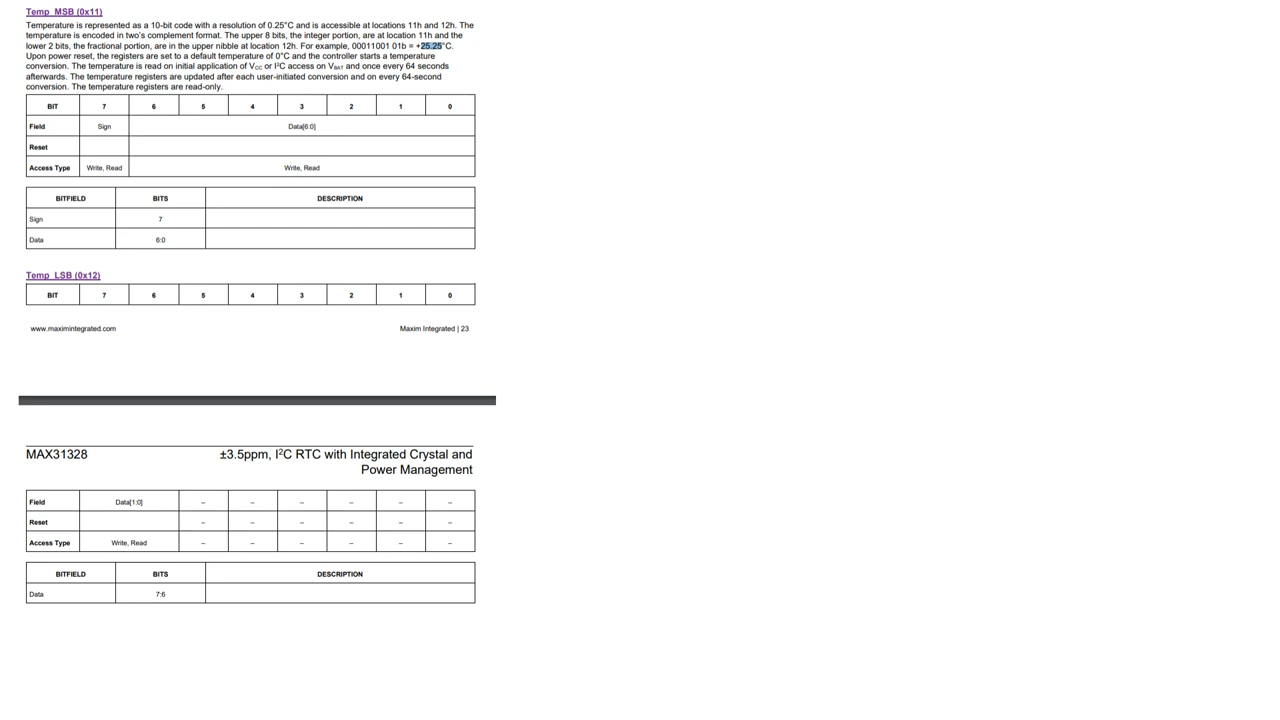 Temp_MSB (0x11)
Temperature is represented as a 10-bit code with a resolution of 0.25°C and is accessible at locations 11h and 12h. The
temperature is encoded in two's complement format. The upper 8 bits, the integer portion, are at location 11h and the
lower 2 bits, the fractional portion, are in the upper nibble at location 12h. For example, 00011001 01b = +25.25°C.
Upon power reset, the registers are set to a default temperature of 0°C and the controller starts a temperature
conversion. The temperature is read on initial application of VCC or I²C access on VBAT and once every 64 seconds
afterwards. The temperature registers are updated after each user-initiated conversion and on every 64-second
conversion. The temperature registers are read-only.
BIT 7 6 5 4 3 2 1 0
Field Sign Data[6:0]
Reset
Access Type Write, Read Write, Read
BITFIELD BITS DESCRIPTION
Sign 7
Data 6:0
Temp_LSB (0x12)
BIT 7 6 5 4 3 2 1 0
www.maximintegrated.com Maxim Integrated | 23
MAX31328 ±3.5ppm, I²C RTC with Integrated Crystal and
Power Management
Field Data[1:0] – – – – – –
Reset – – – – – –
Access Type Write, Read – – – – – –
BITFIELD BITS DESCRIPTION
Data 7:6